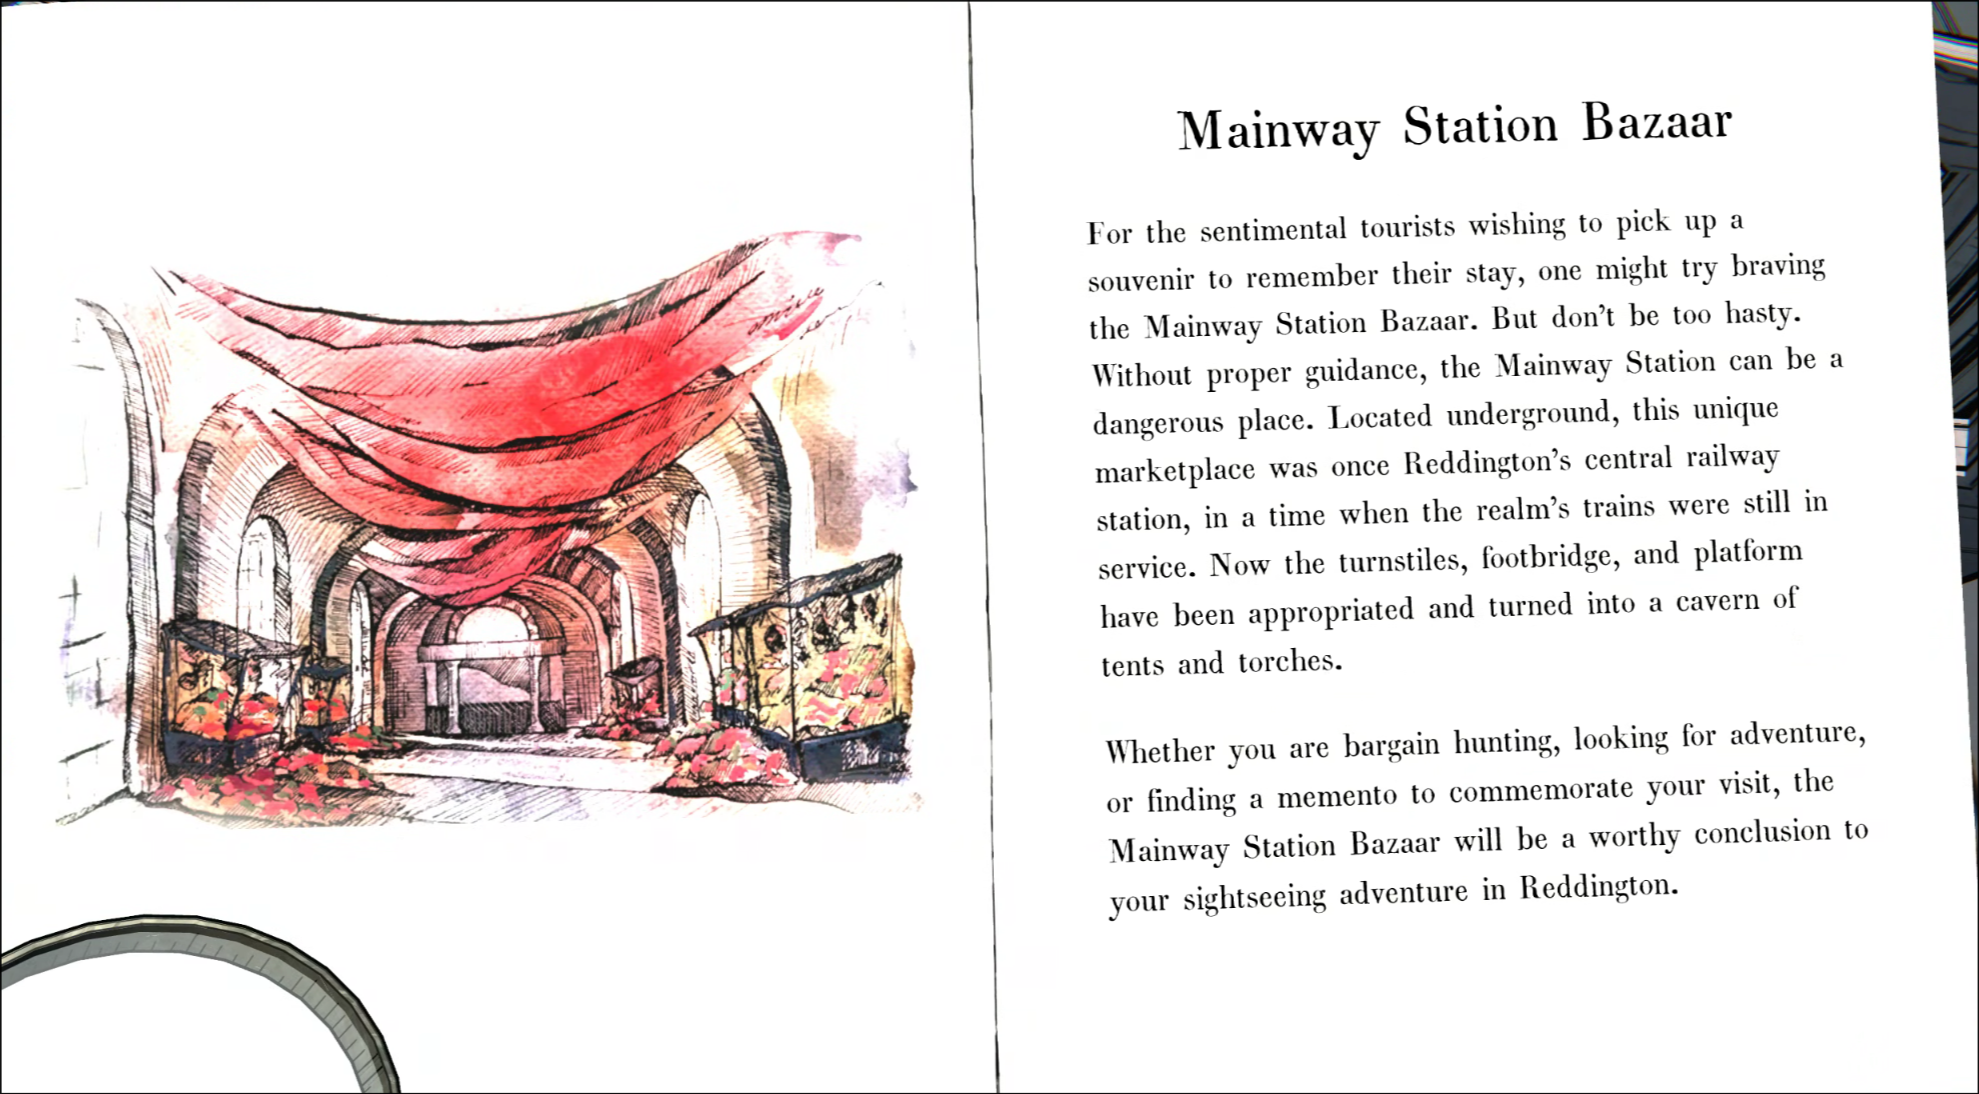 Mainway Station Bazaar
For the sentimental tourists wishing to pick up a
souvenir to remember their stay, one might try braving
the Mainway Station Bazaar. But don't be too hasty.
Without proper guidance, the Mainway Station can be a
dangerous place. Located underground, this unique
marketplace was once Reddington's central railway
station, in a time when the realm's trains were still in
service. Now the turnstiles, footbridge, and platform
have been appropriated and turned into a cavern of
tents and torches.
Whether you are bargain hunting, looking for adventure,
or finding a memento to commemorate your visit, the
Mainway Station Bazaar will be a worthy conclusion to
your sightseeing adventure in Reddington.